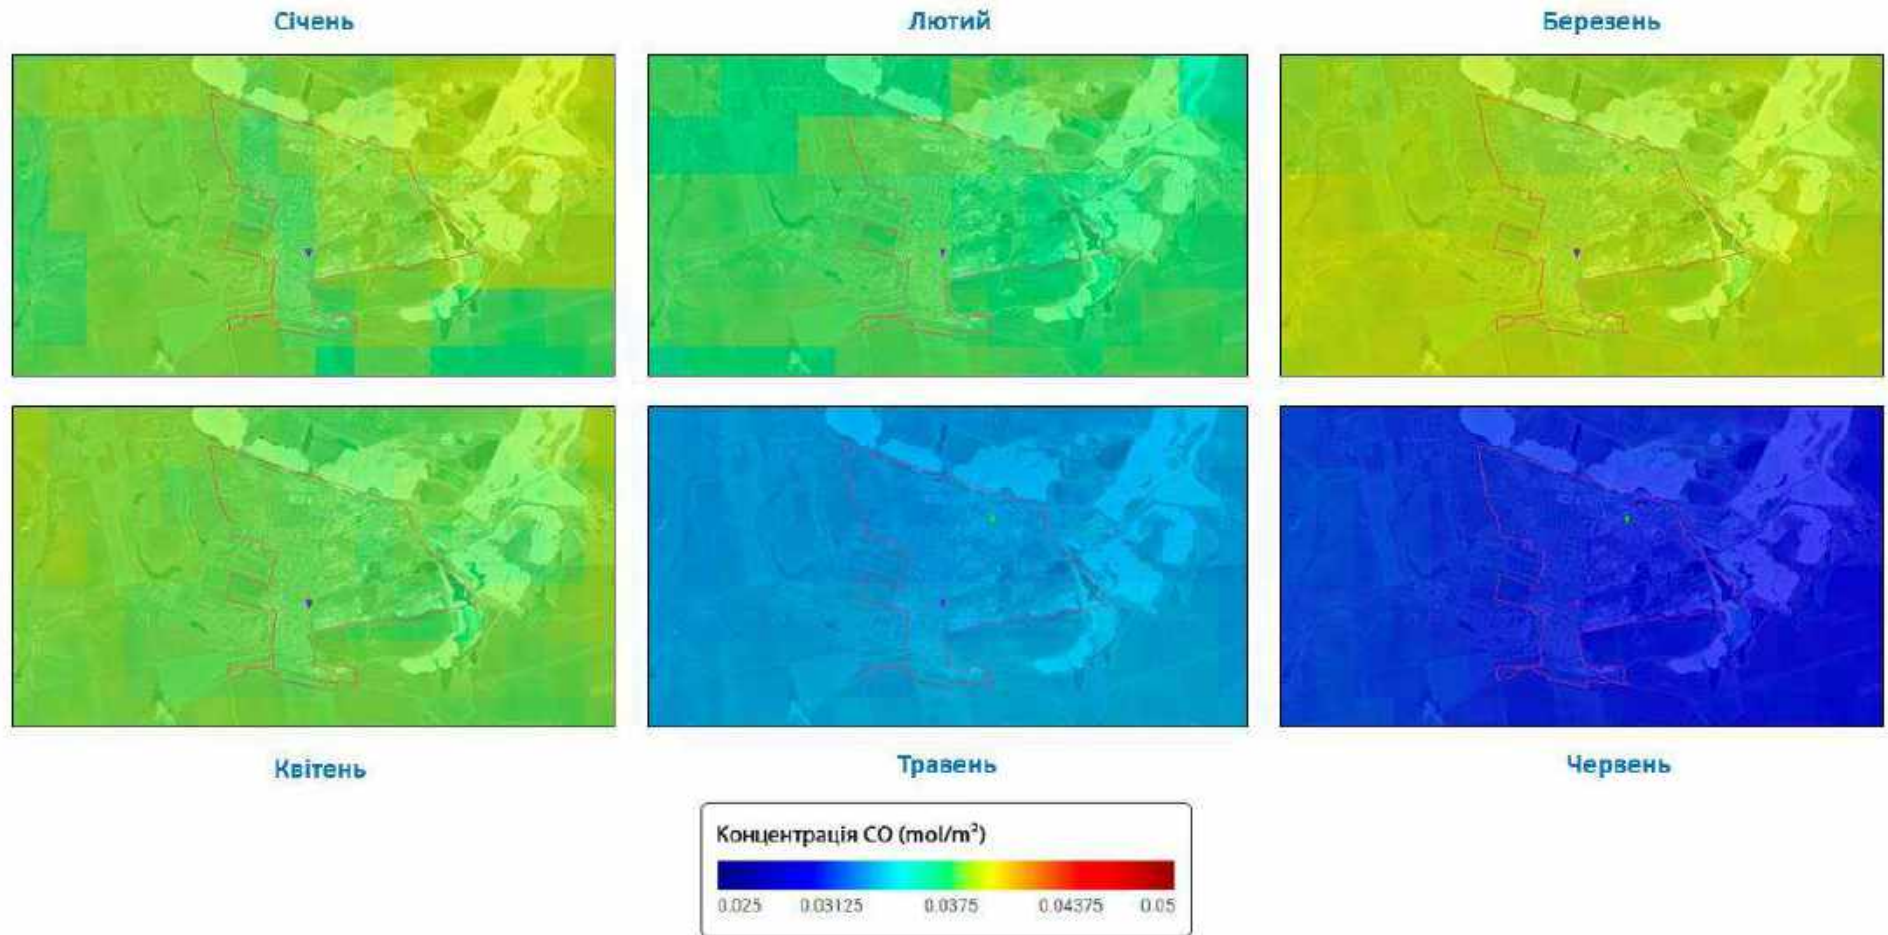 Січень
Лютий
Березень
Квітень
Травень
Червень
Концентрація CO (mol/m²)
0.025 0.03125 0.0375 0.04375 0.05